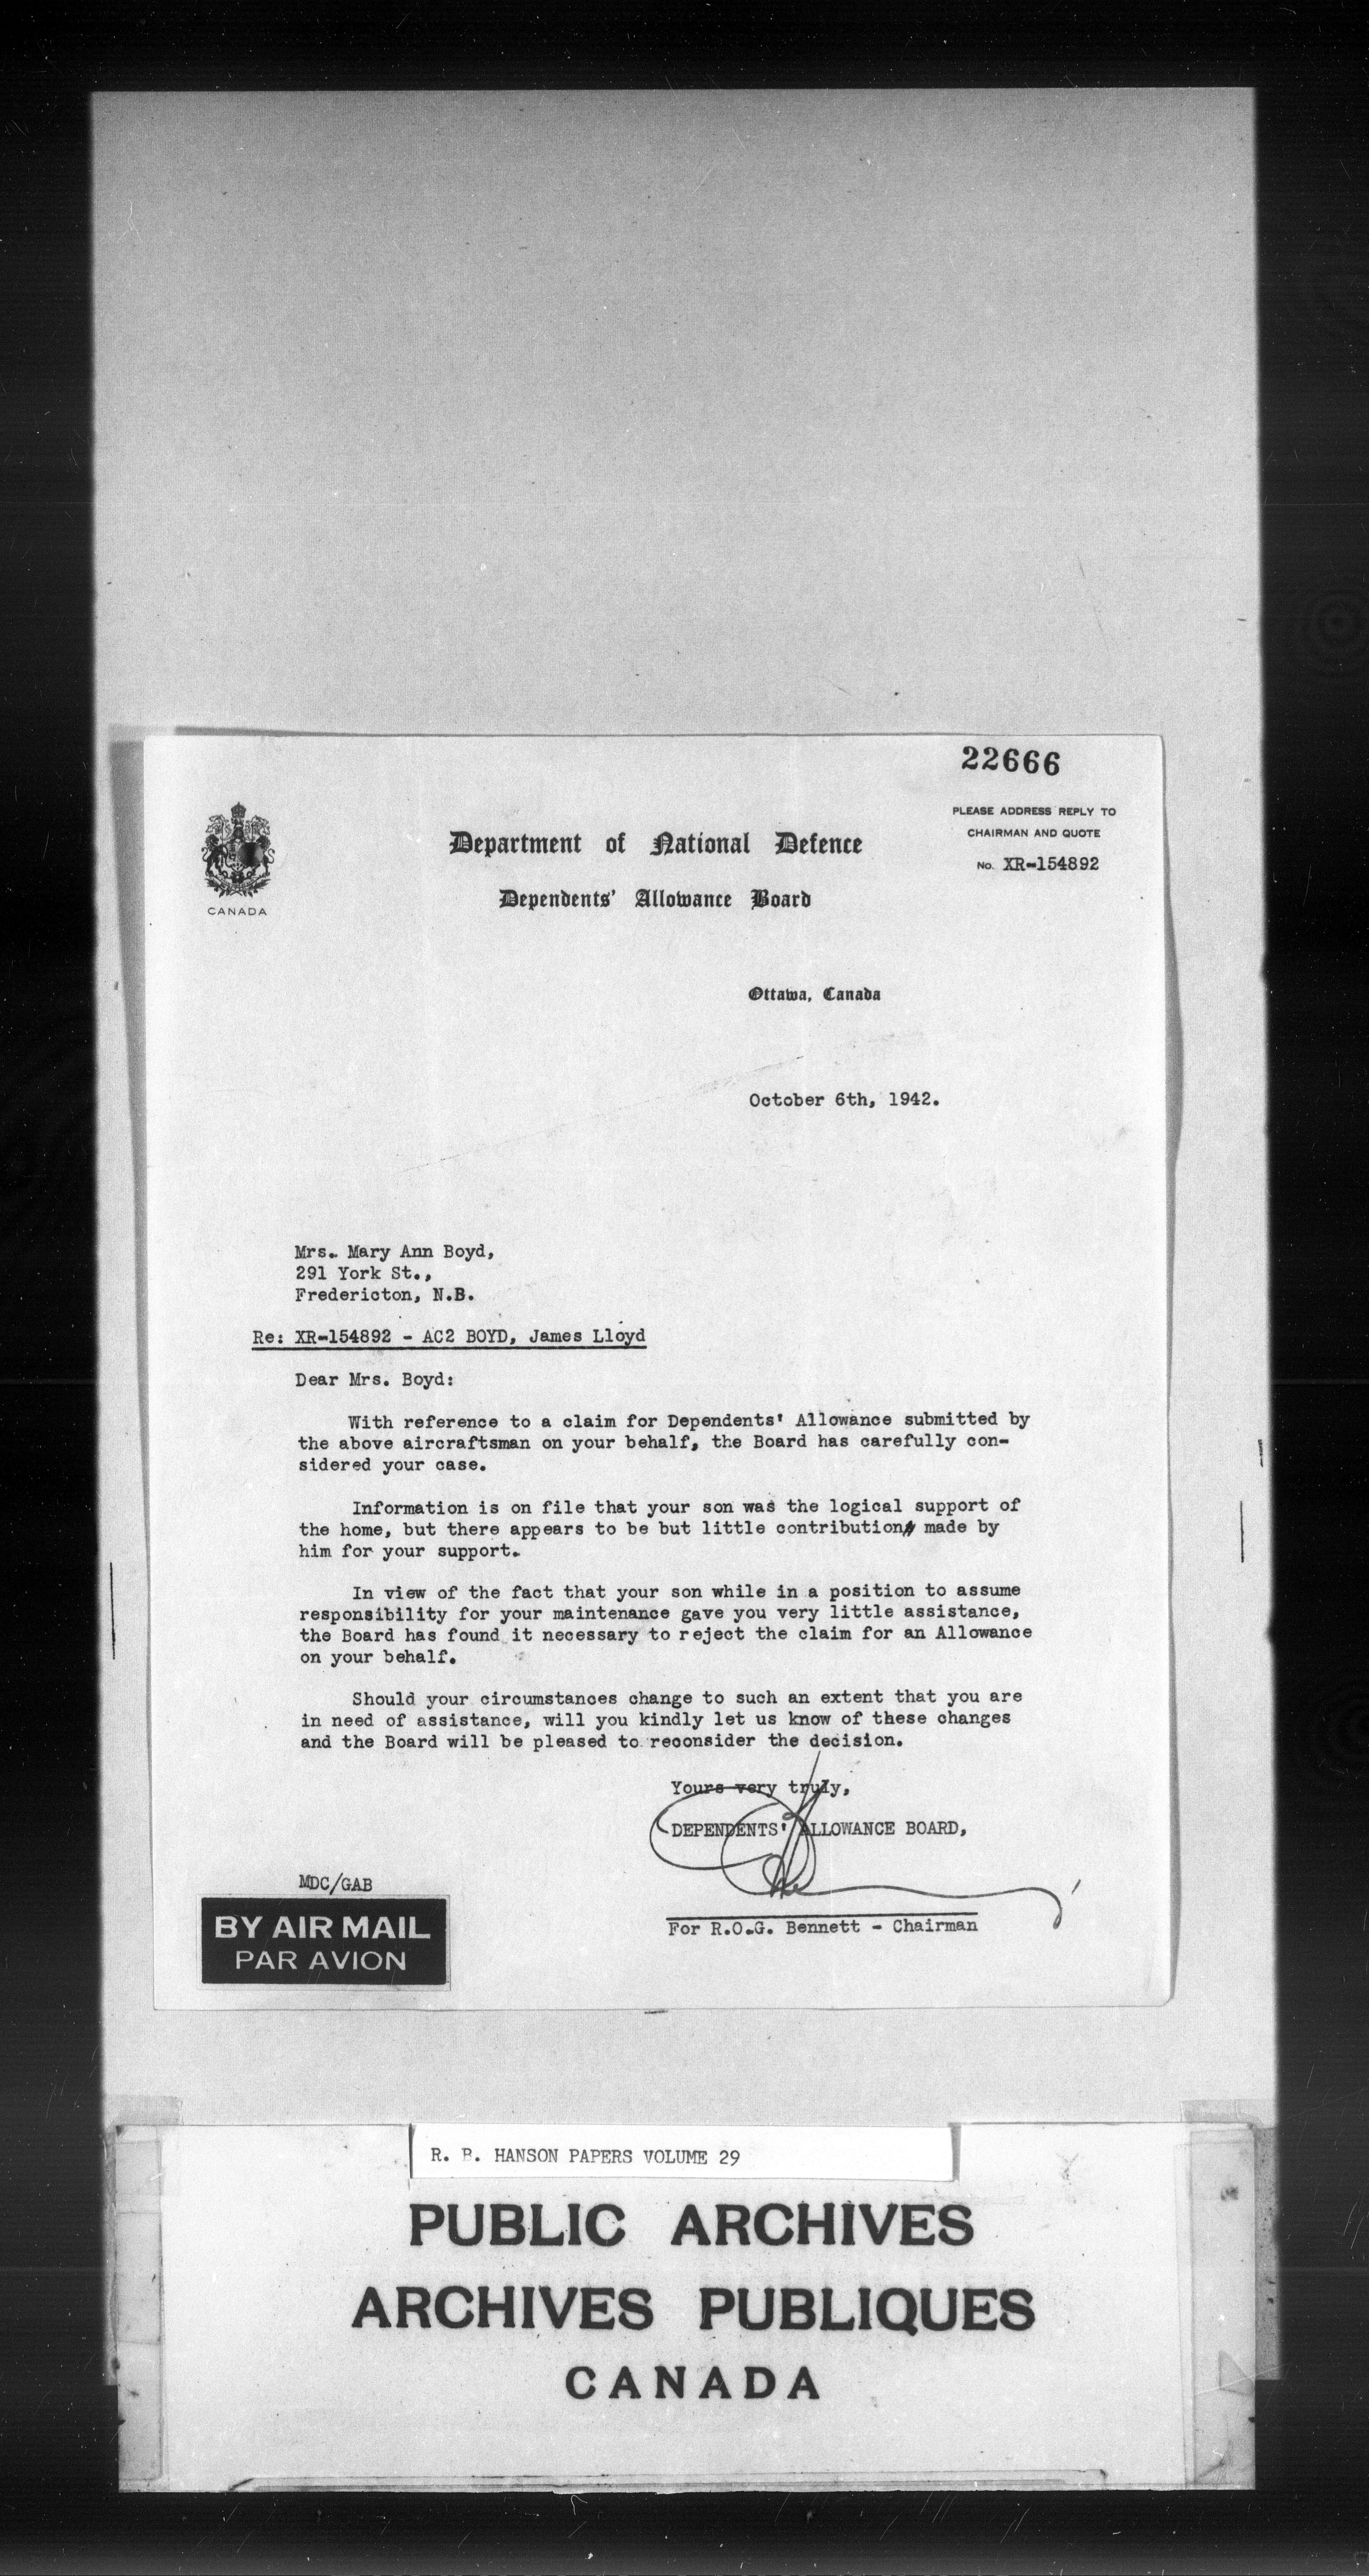 22666
PLEASE ADDRESS REPLY TO
CHAIRMAN AND QUOTE
No. XR-154892
CANADA
Department of National Defence
Dependents' Allowance Board
Ottawa, Canada
October 6th, 1942.
Mrs. Mary Ann Boyd,
291 York St.,
Fredericton, N.B.
Re: XR-154892 - AC2 BOYD, James Lloyd
Dear Mrs. Boyd:
With reference to a claim for Dependents' Allowance submitted by
the above aircraftsman on your behalf, the Board has carefully con-
sidered your case.
Information is on file that your son was the logical support of
the home, but there appears to be but little contribution made by
him for your support.
In view of the fact that your son while in a position to assume
responsibility for your maintenance gave you very little assistance,
the Board has found it necessary to reject the claim for an Allowance
on your behalf.
Should your circumstances change to such an extent that you are
in need of assistance, will you kindly let us know of these changes
and the Board will be pleased to reconsider the decision.
Yours very truly,
DEPENDENTS' ALLOWANCE BOARD,
MDC/GAB
For R.O.G. Bennett - Chairman
BY AIR MAIL
PAR AVION
R. B. HANSON PAPERS VOLUME 29
PUBLIC ARCHIVES
ARCHIVES PUBLIQUES
CANADA